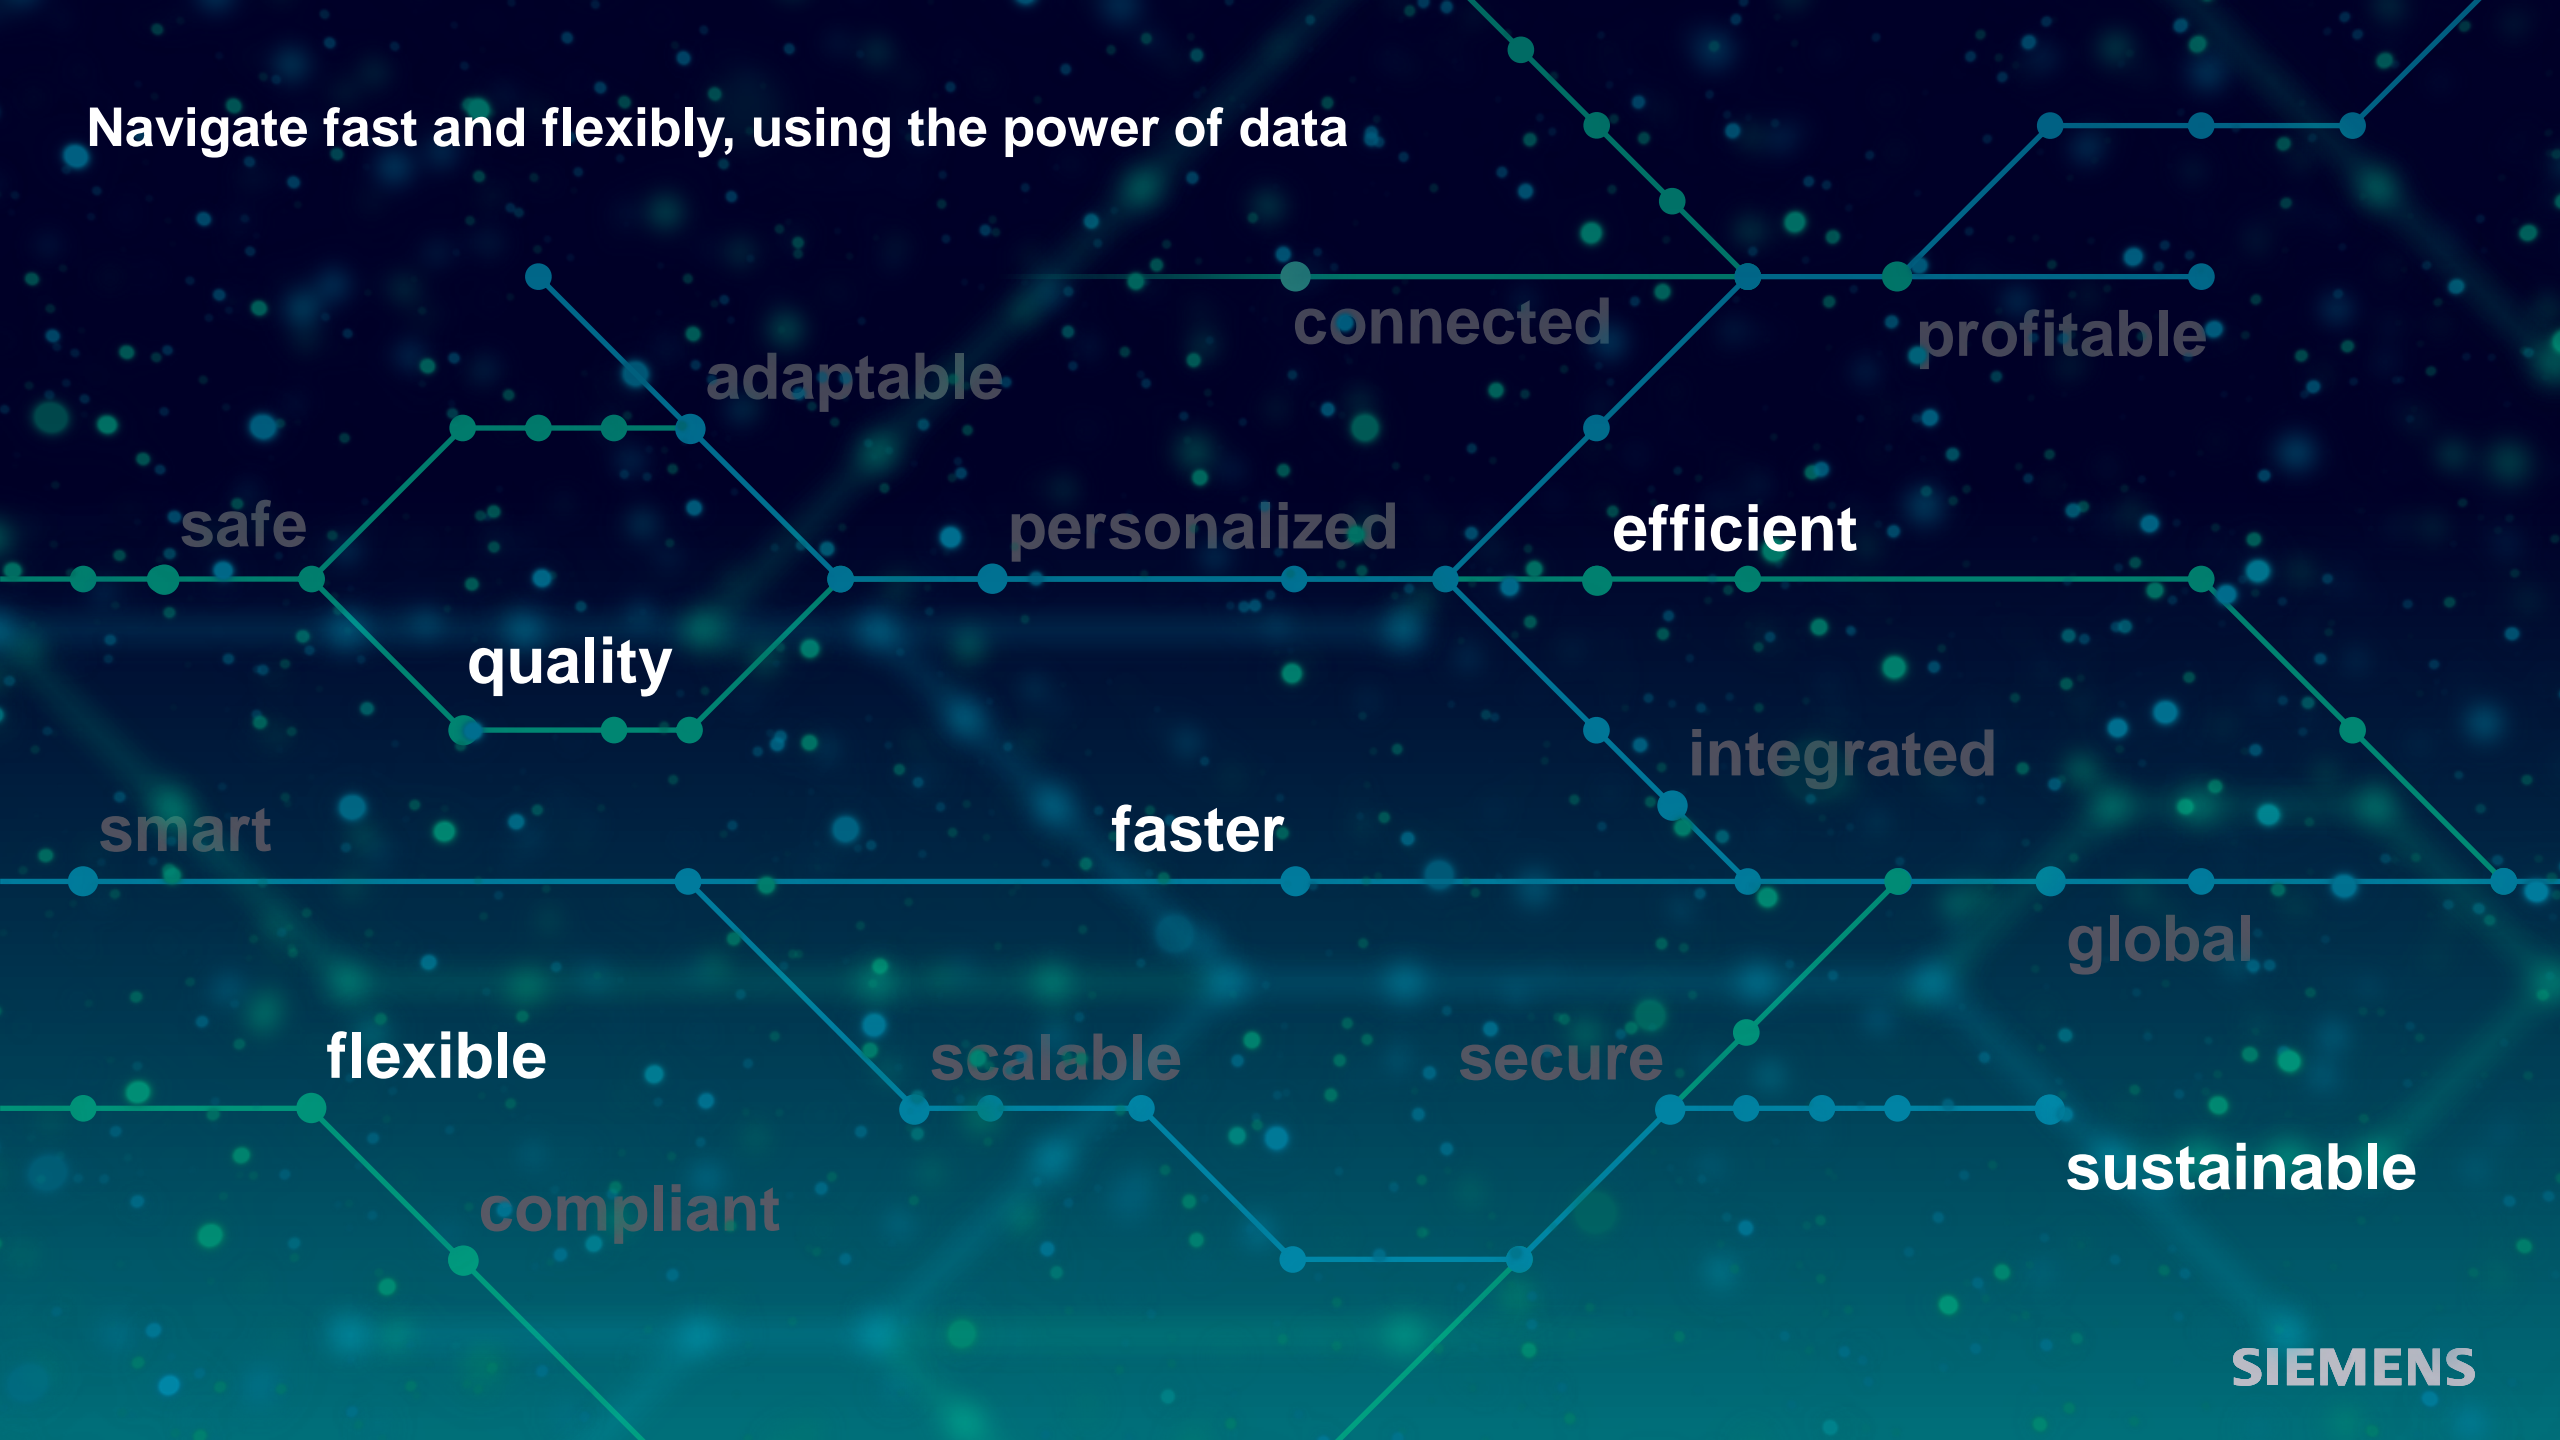 Navigate fast and flexibly, using the power of data
connected
profitable
adaptable
safe
personalized
efficient
quality
integrated
smart
faster
global
flexible
scalable
secure
sustainable
compliant
SIEMENS